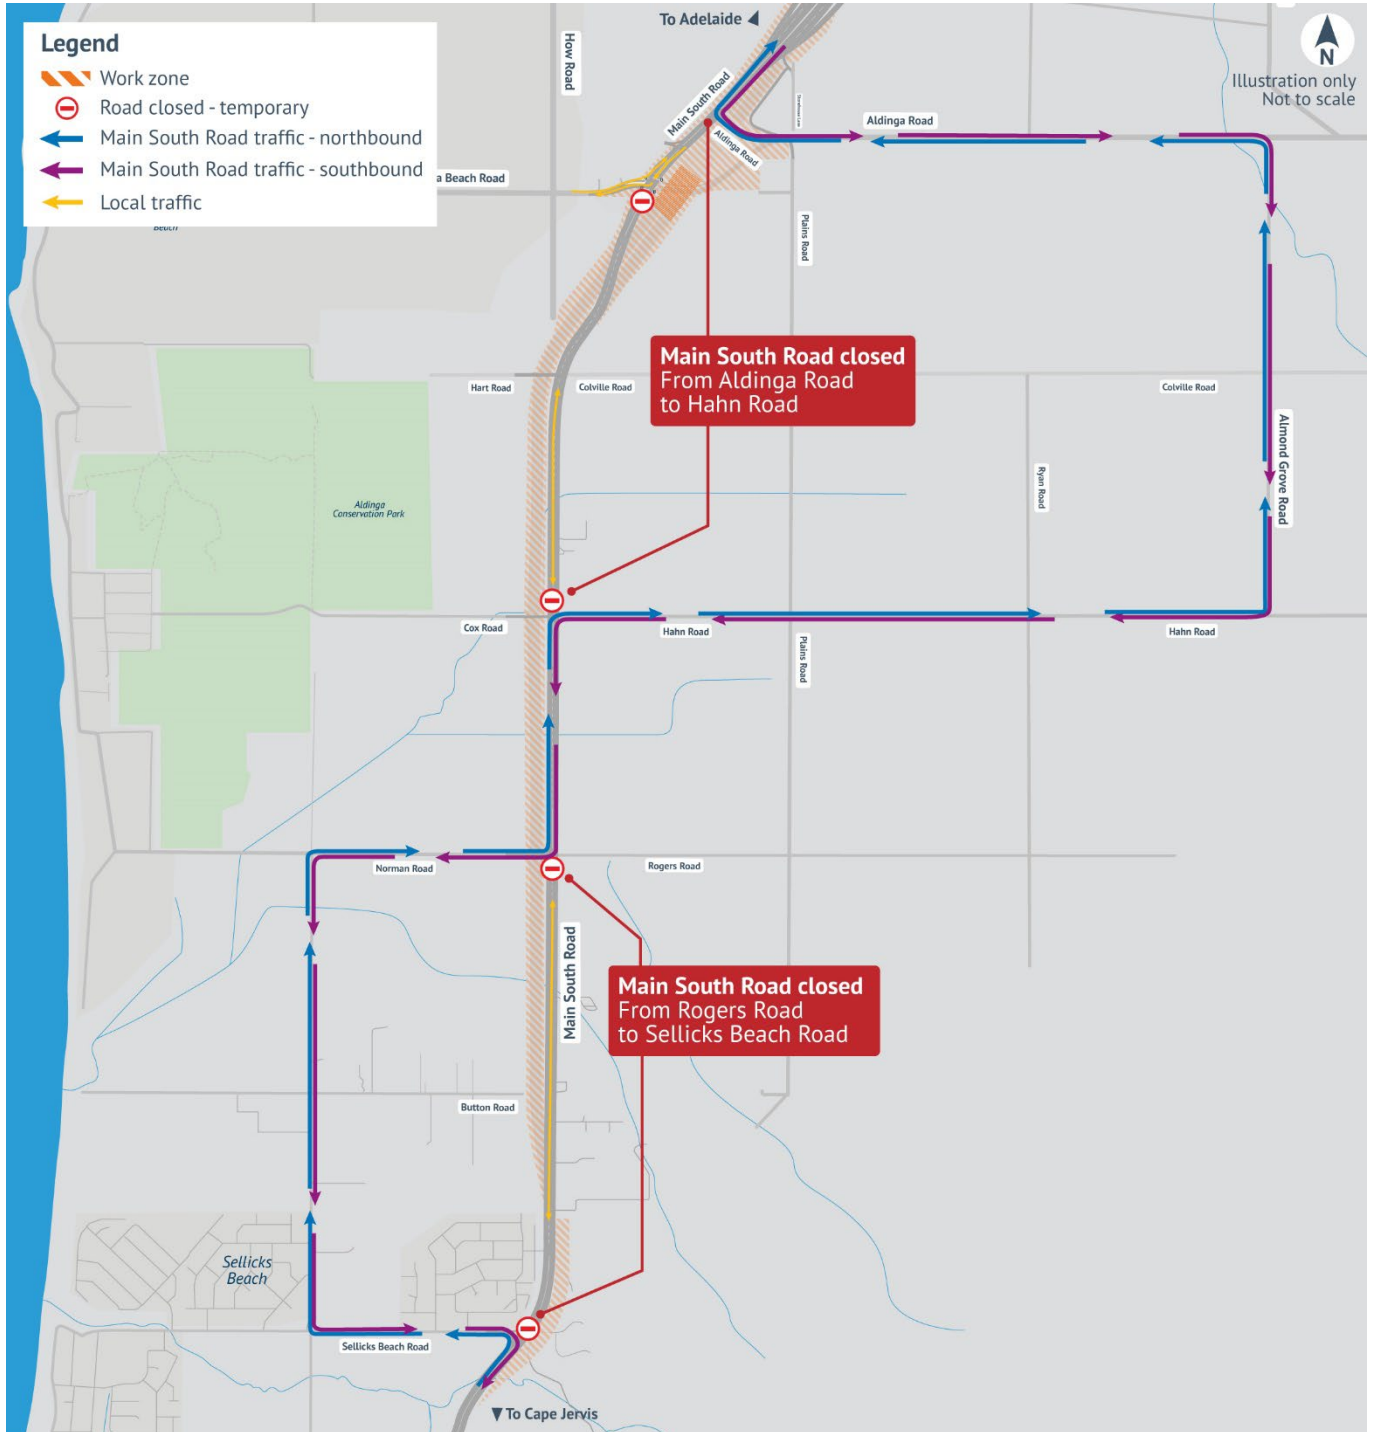 To Adelaide
Legend
Work zone
Road closed - temporary
Main South Road traffic - northbound
Main South Road traffic - southbound
Local traffic
How Road
N
Illustration only
Not to scale
Main South Road
Aldinga Road
Aldinga Road
a Beach Road
Beach
Plains Road
Main South Road closed
From Aldinga Road
to Hahn Road
Hart Road
Colville Road
Colville Road
Almond Grove Road
Ryan Road
Aldinga
Conservation Park
Cox Road
Hahn Road
Plains Road
Hahn Road
Norman Road
Rogers Road
Main South Road
Main South Road closed
From Rogers Road
to Sellicks Beach Road
Button Road
Sellicks
Beach
Sellicks Beach Road
To Cape Jervis